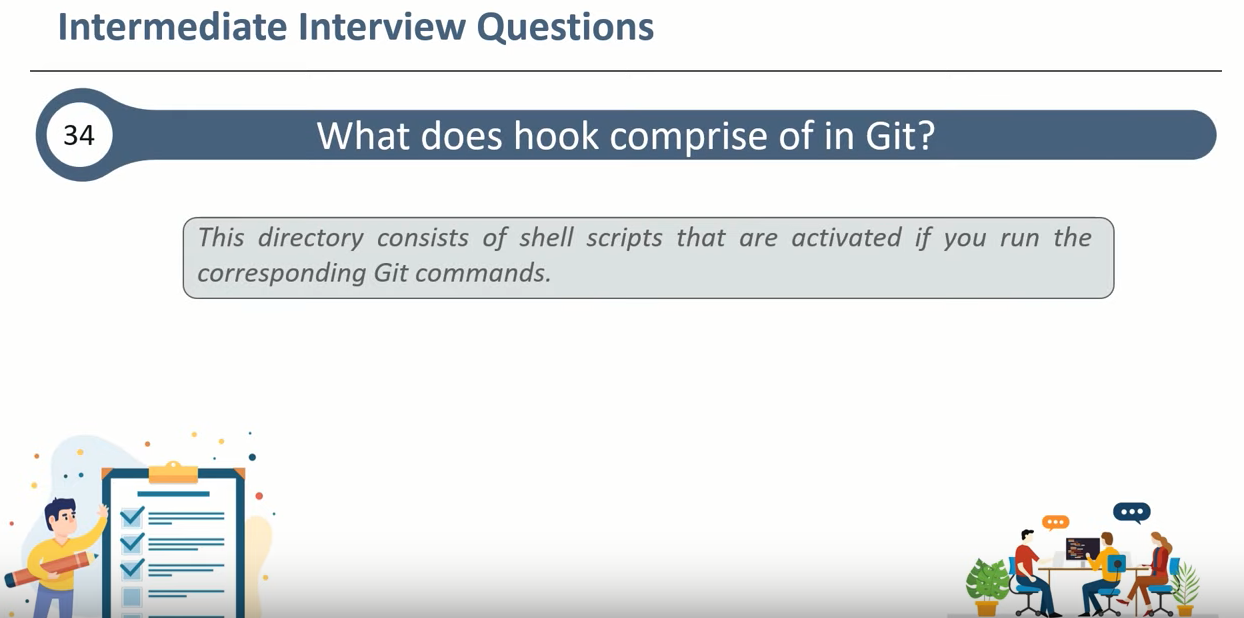 Intermediate Interview Questions
34
What does hook comprise of in Git?
This directory consists of shell scripts that are activated if you run the
corresponding Git commands.